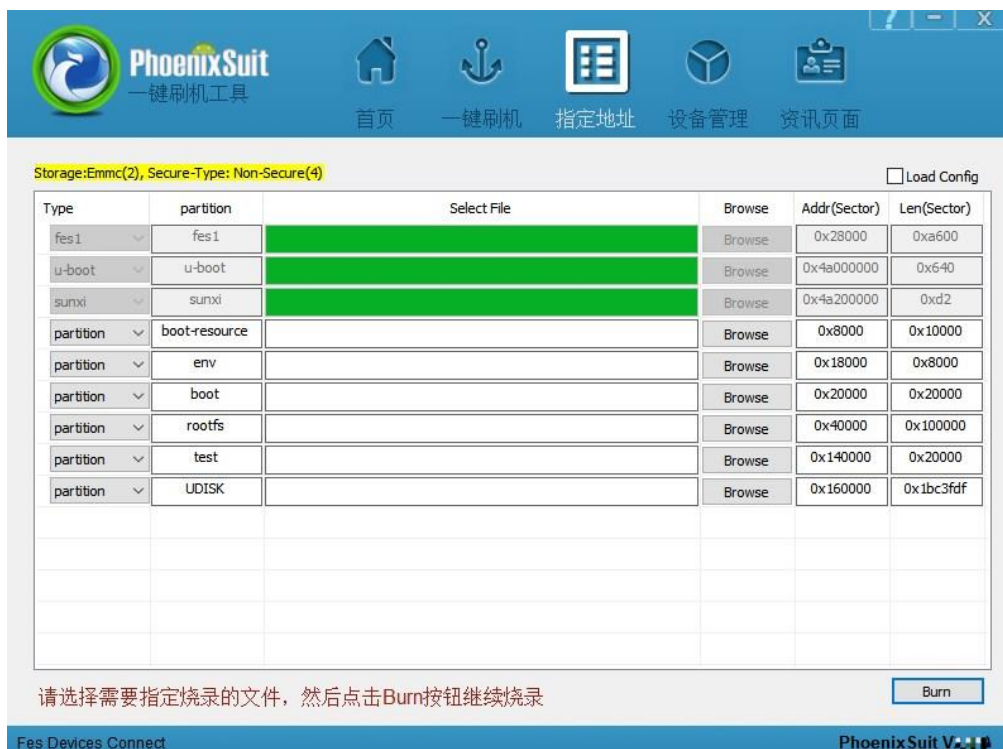 ? - X
PhoenixSuit
一键刷机工具
首页 一键刷机 指定地址 设备管理 资讯页面
Storage:Emmc(2), Secure-Type: Non-Secure(4)
Load Config
Type partition Select File Browse Addr(Sector) Len(Sector)
fes1 fes1 Browse 0x28000 0xa600
u-boot u-boot Browse 0x4a000000 0x640
sunxi sunxi Browse 0x4a200000 0xd2
partition boot-resource Browse 0x8000 0x10000
partition env Browse 0x18000 0x8000
partition boot Browse 0x20000 0x20000
partition rootfs Browse 0x40000 0x100000
partition test Browse 0x140000 0x20000
partition UDISK Browse 0x160000 0x1bc3fdf
请选择需要指定烧录的文件，然后点击Burn按钮继续烧录
Burn
Fes Devices Connect
PhoenixSuit